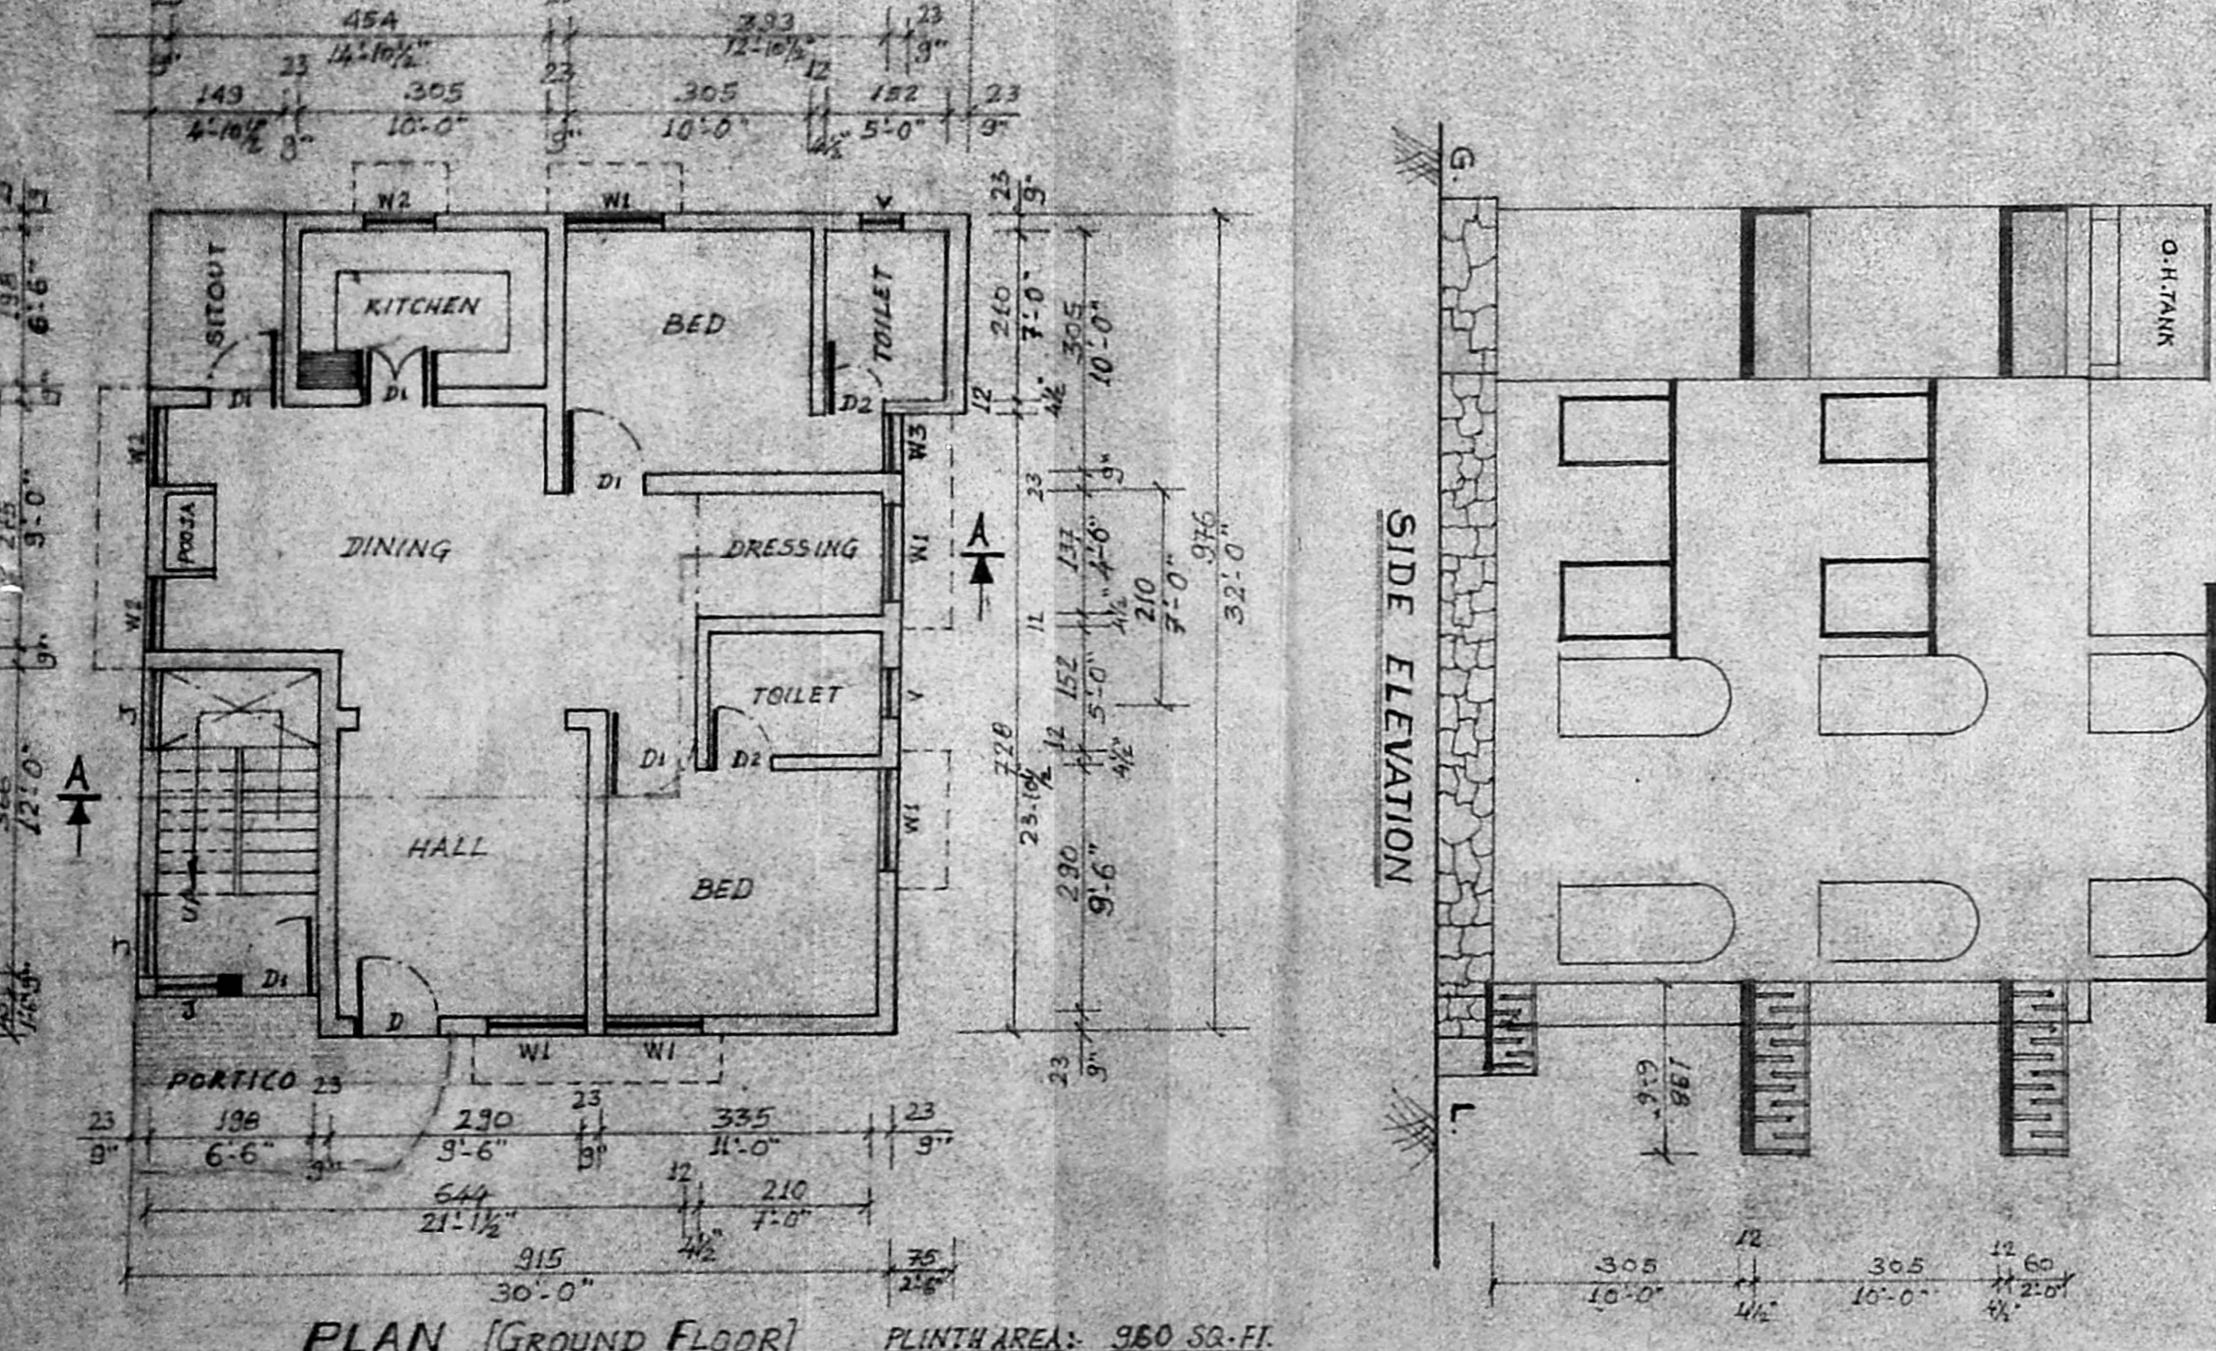 454
14'-10½"
393
12'-10½"
23
9"
9"
149
4'-10½
23
9"
305
10'-0"
23
9"
305
10'-0"
12
4½"
152
5'-0"
23
9"
W2
W1
V
SITOUT
KITCHEN
BED
TOILET
D1
D1
D2
W3
W2
D1
POOJA
DINING
DRESSING
W1
A
W2
TOILET
V
J
D1
D2
A
HALL
BED
W1
UP
J
D1
J
D
W1
W1
PORTICO
23
9"
6'-6"
9"
9'-0"
9"
12'-0"
23
9"
210
7'-0"
305
10'-0"
12
4½"
23
9"
137
4'-6"
12
4½"
210
7'-0"
976
32'-0"
152
5'-0"
12
4½"
728
23-10½
290
9'-6"
23
9"
23
9"
198
6'-6"
23
9"
290
9'-6"
23
9"
335
11'-0"
23
9"
644
21'-1½"
12
4½"
210
7'-0"
915
30'-0"
75
2'-6"
PLAN [GROUND FLOOR]
PLINTH AREA:- 960 SQ.FT.
G.
L.
SIDE ELEVATION
O.H.TANK
198
6'-6"
305
10'-0"
12
4½"
305
10'-0"
12
4½"
60
2'-0"